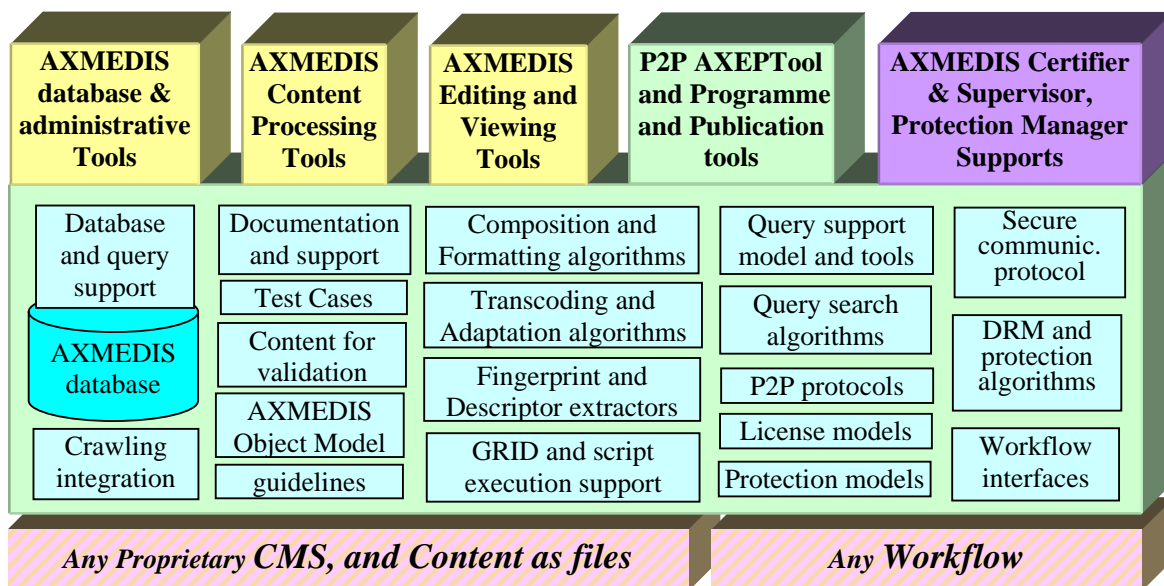 AXMEDIS
database &
administrative
Tools
AXMEDIS
Content
Processing
Tools
AXMEDIS
Editing and
Viewing
Tools
P2P AXEPTool
and Programme
and Publication
tools
AXMEDIS Certifier
& Supervisor,
Protection Manager
Supports
Database
and query
support
AXMEDIS
database
Crawling
integration
Documentation
and support
Test Cases
Content for
validation
AXMEDIS
Object Model
guidelines
Composition and
Formatting algorithms
Transcoding and
Adaptation algorithms
Fingerprint and
Descriptor extractors
GRID and script
execution support
Query support
model and tools
Query search
algorithms
P2P protocols
License models
Protection models
Secure
communic.
protocol
DRM and
protection
algorithms
Workflow
interfaces
Any Proprietary CMS, and Content as files
Any Workflow